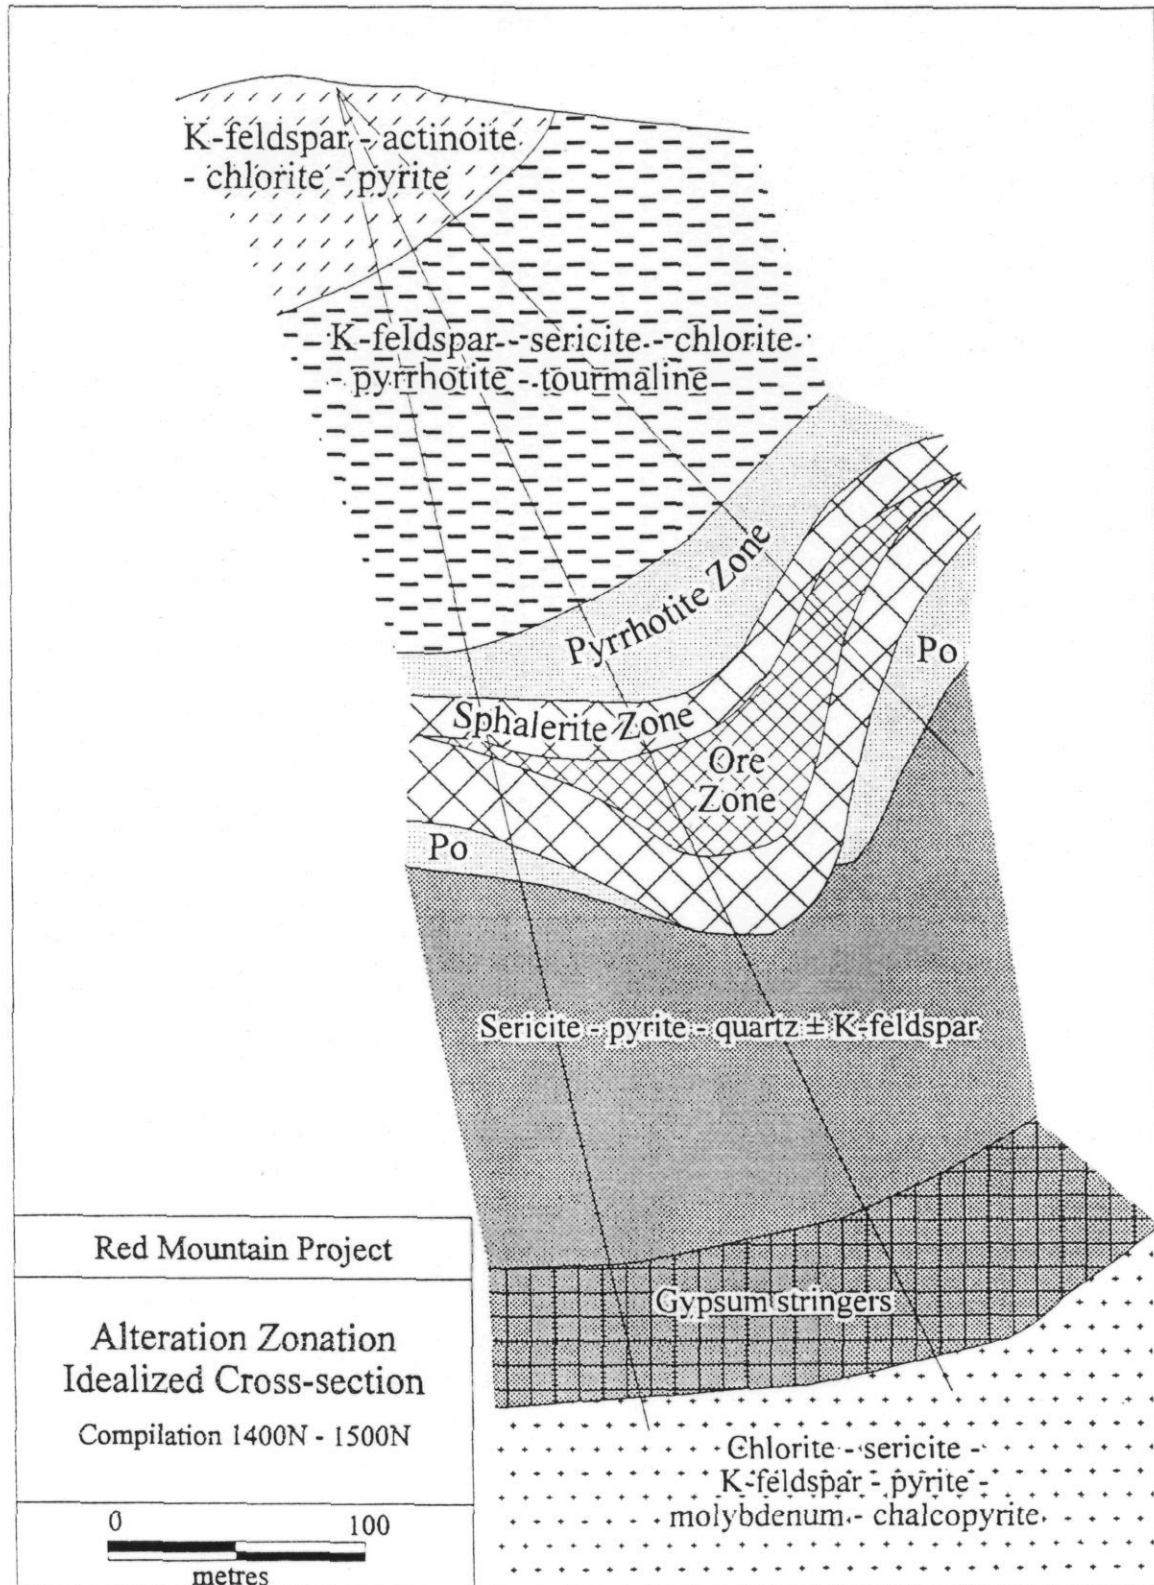 K-feldspar - actinoite
- chlorite - pyrite
K-feldspar - sericite - chlorite
- pyrrhotite - tourmaline
Pyrrhotite Zone
Sphalerite Zone
Ore
Zone
Po
Po
Sericite - pyrite - quartz ± K-feldspar
Gypsum stringers
Chlorite - sericite -
K-feldspar - pyrite -
molybdenum - chalcopyrite
Red Mountain Project
Alteration Zonation
Idealized Cross-section
Compilation 1400N - 1500N
0 100
metres